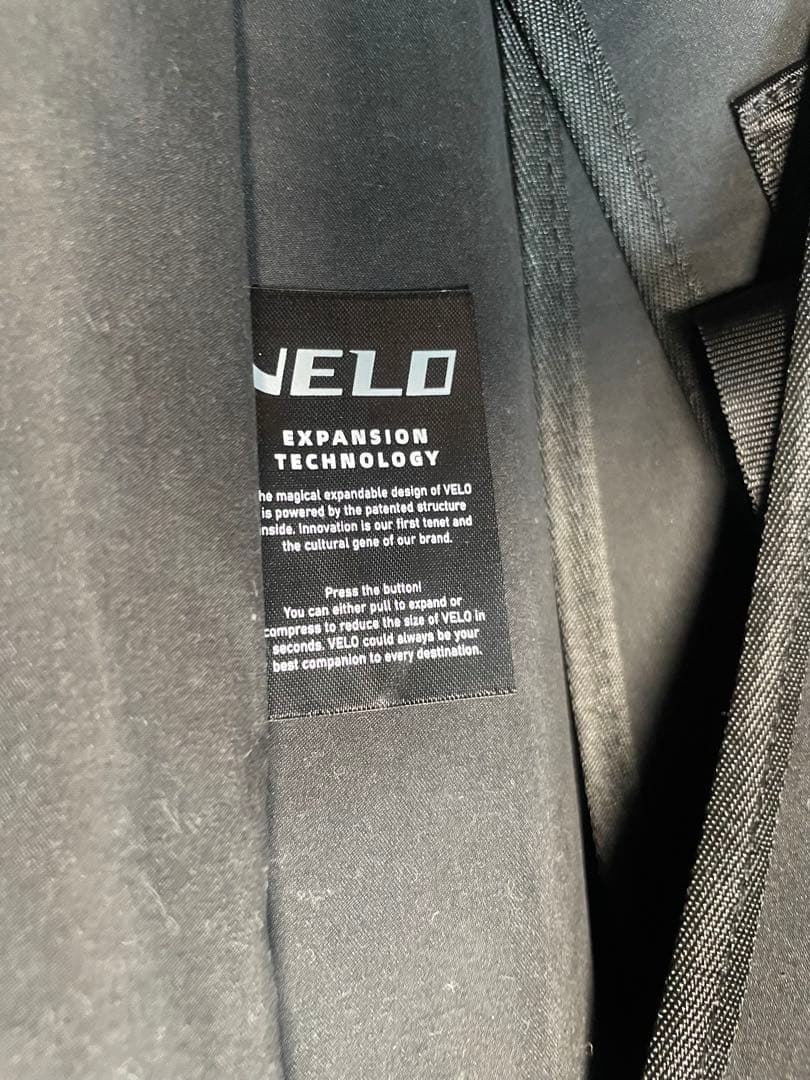 VELO
EXPANSION
TECHNOLOGY
he magical expandable design of VELO
is powered by the patented structure
nside. Innovation is our first tenet and
the cultural gene of our brand.
Press the button!
You can either pull to expand or
compress to reduce the size of VELO in
seconds. VELO could always be your
best companion to every destination.